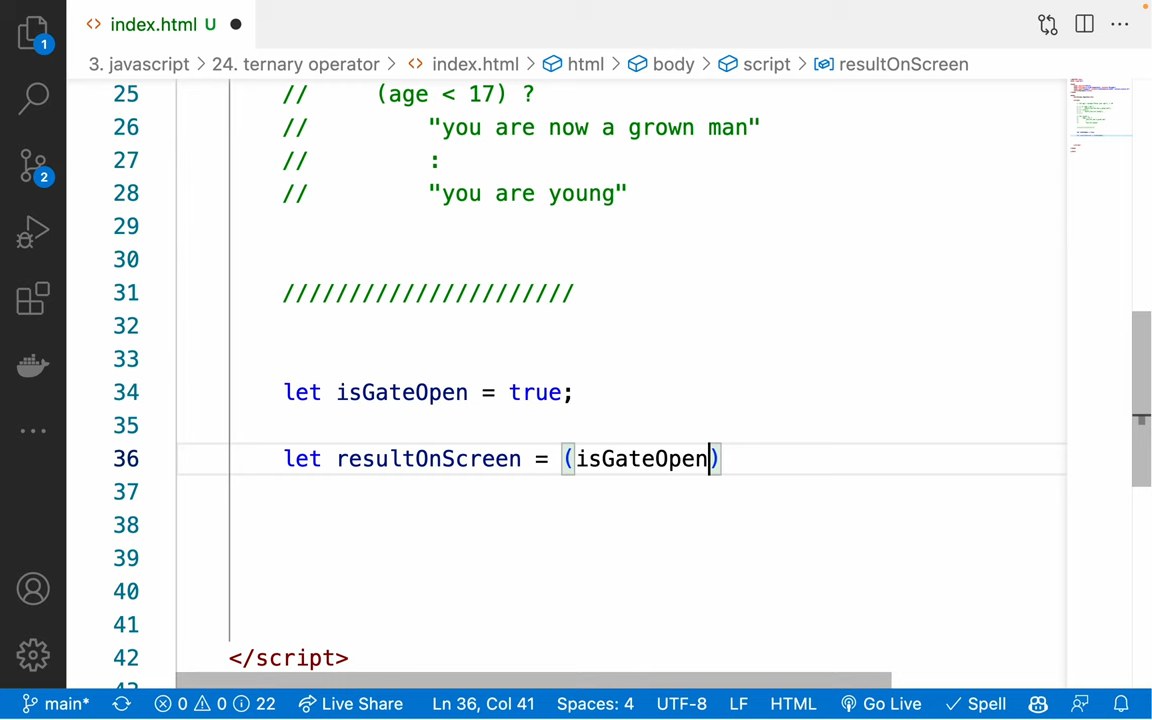 index.html U
3. javascript > 24. ternary operator > index.html > html > body > script > resultOnScreen
25 // (age < 17) ?
26 // "you are now a grown man"
27 // :
28 // "you are young"
29
30
31 //////////////////////
32
33
34 let isGateOpen = true;
35
36 let resultOnScreen = (isGateOpen)
37
38
39
40
41
42 </script>
1
2
main* 0 0 22 Live Share Ln 36, Col 41 Spaces: 4 UTF-8 LF HTML Go Live Spell